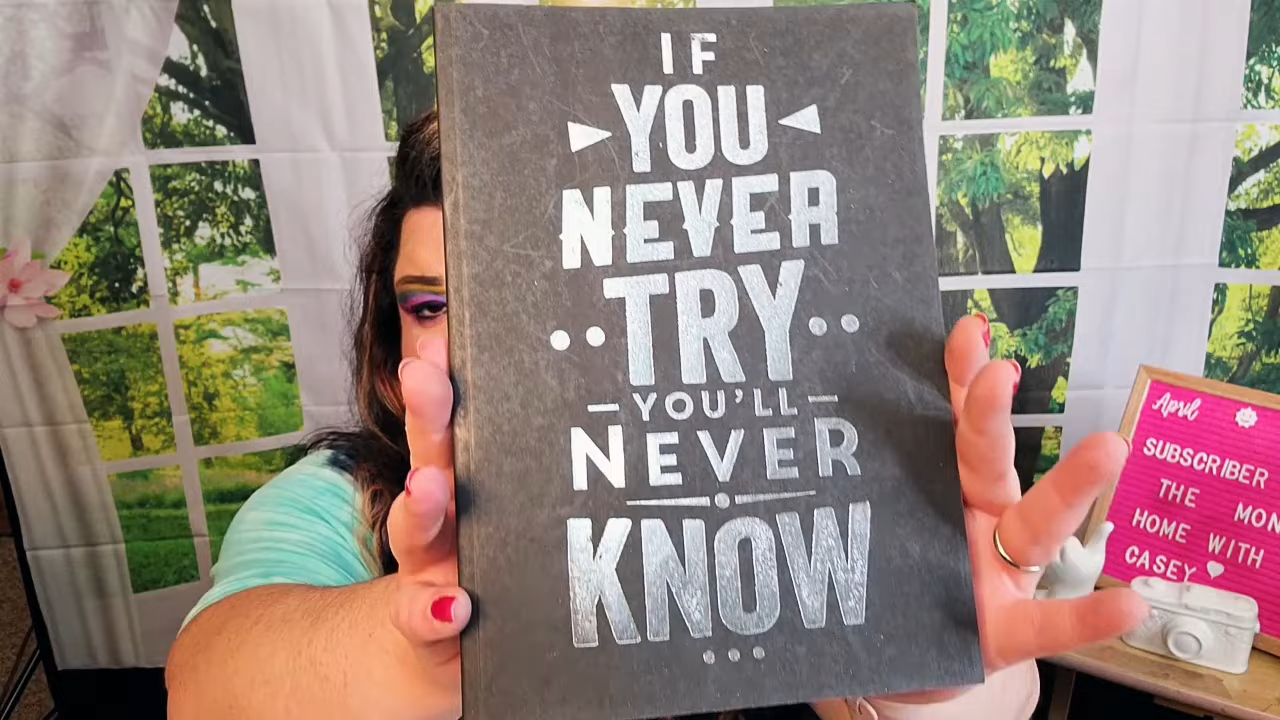 IF
YOU
NEVER
TRY
YOU'LL
NEVER
KNOW
April
SUBSCRIBER
THE MON
HOME WITH
CASEY